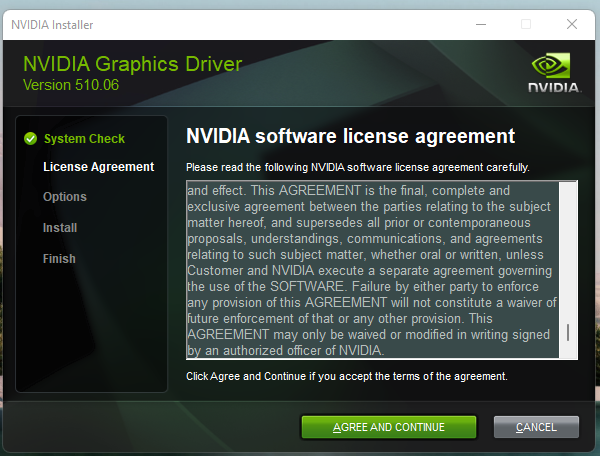 NVIDIA Installer
NVIDIA Graphics Driver
Version 510.06
NVIDIA.
System Check
License Agreement
Options
Install
Finish
NVIDIA software license agreement
Please read the following NVIDIA software license agreement carefully.
and effect. This AGREEMENT is the final, complete and
exclusive agreement between the parties relating to the subject
matter hereof, and supersedes all prior or contemporaneous
proposals, understandings, communications, and agreements
relating to such subject matter, whether oral or written, unless
Customer and NVIDIA execute a separate agreement governing
the use of the SOFTWARE. Failure by either party to enforce
any provision of this AGREEMENT will not constitute a waiver of
future enforcement of that or any other provision. This
AGREEMENT may only be waived or modified in writing signed
by an authorized officer of NVIDIA.
Click Agree and Continue if you accept the terms of the agreement.
AGREE AND CONTINUE
CANCEL